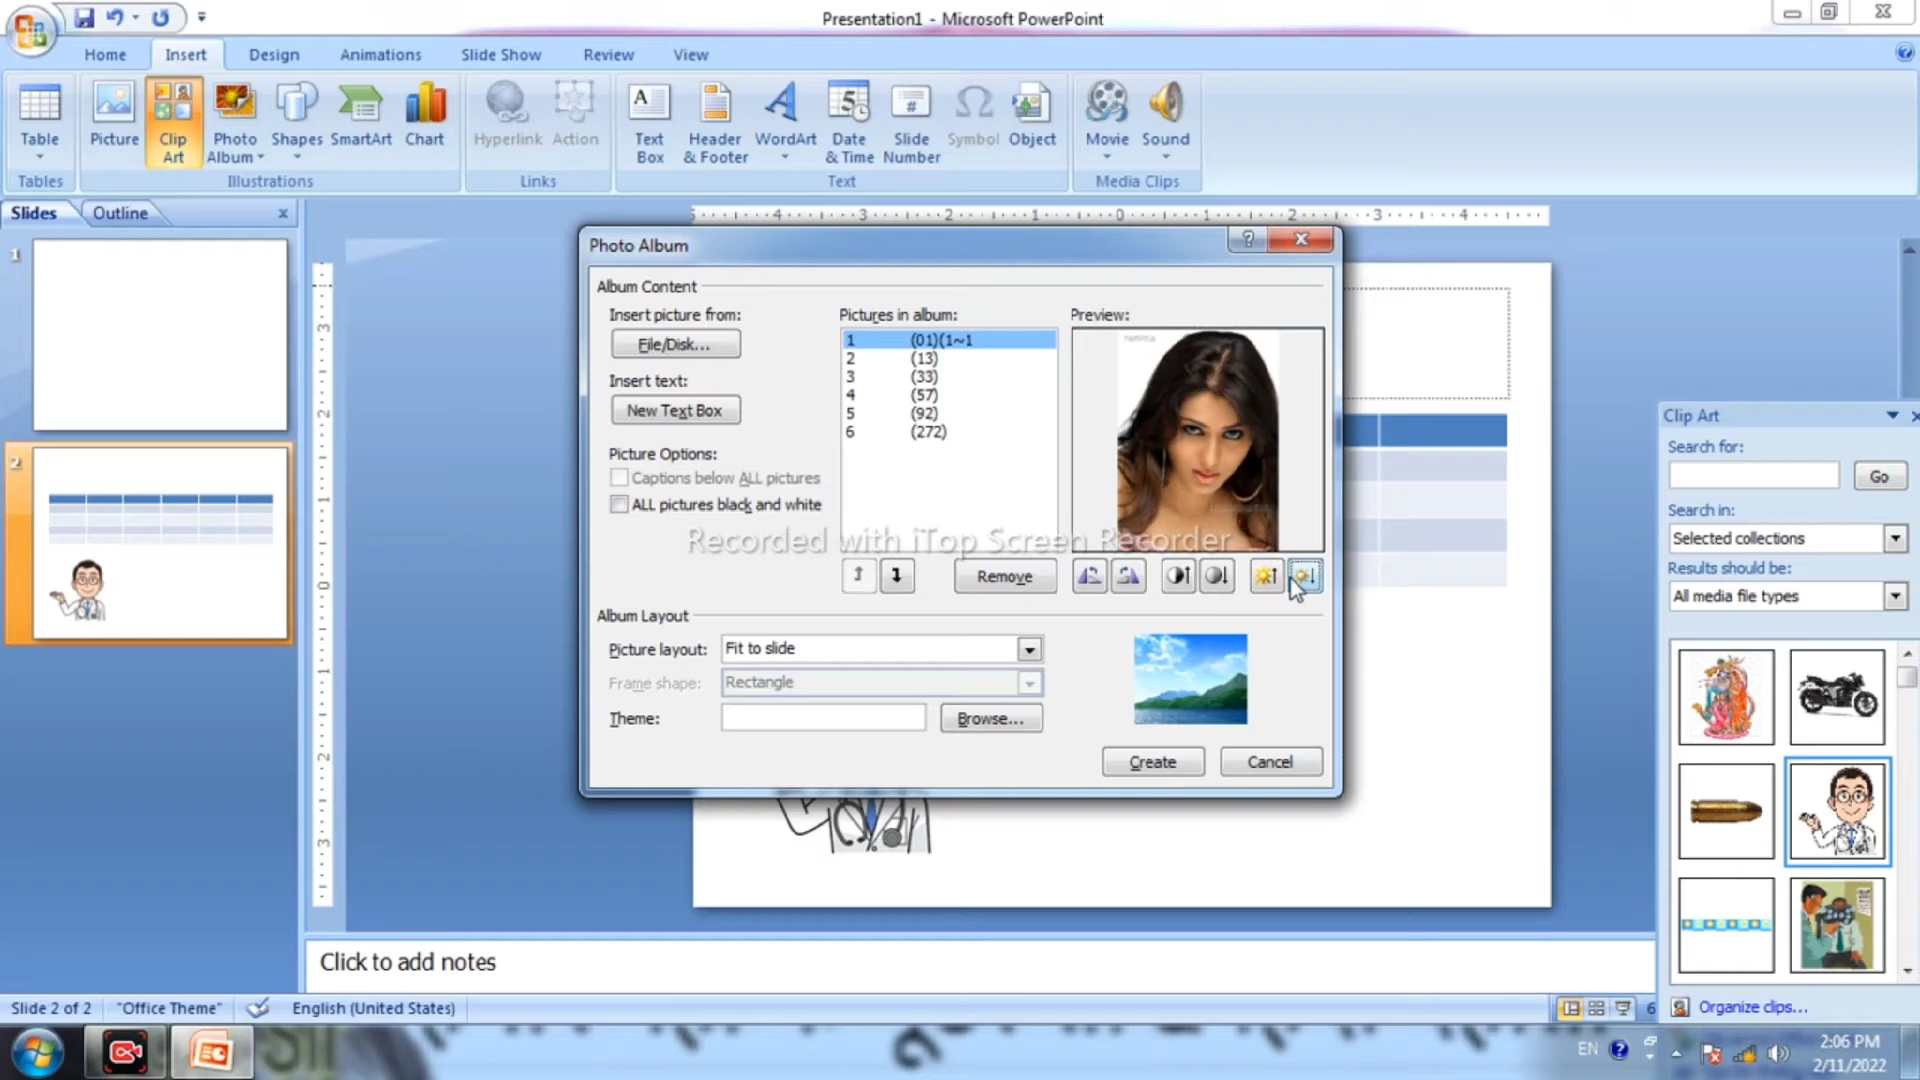 Presentation1 - Microsoft PowerPoint
Home Insert Design Animations Slide Show Review View
Table
Picture
Clip Art
Photo Album
Shapes
SmartArt
Chart
Hyperlink
Action
Text Box
Header & Footer
WordArt
Date & Time
Slide Number
Symbol
Object
Movie
Sound
Tables Illustrations Links Text Media Clips
Slides Outline
1
2
Photo Album
Album Content
Insert picture from:
File/Disk...
Insert text:
New Text Box
Picture Options:
Captions below ALL pictures
ALL pictures black and white
Pictures in album:
1 (01)(1~1
2 (13)
3 (33)
4 (57)
5 (92)
6 (272)
Preview:
Recorded with iTop Screen Recorder
Remove
Album Layout
Picture layout: Fit to slide
Frame shape: Rectangle
Theme: Browse...
Create Cancel
Clip Art
Search for:
Go
Search in:
Selected collections
Results should be:
All media file types
Organize clips...
Click to add notes
Slide 2 of 2 "Office Theme" English (United States) 6
EN
2:06 PM
2/11/2022